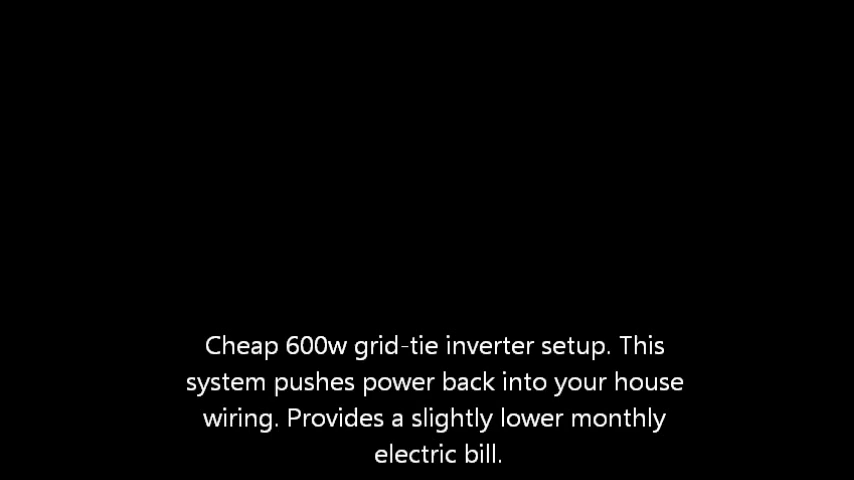 Cheap 600w grid-tie inverter setup. This
system pushes power back into your house
wiring. Provides a slightly lower monthly
electric bill.